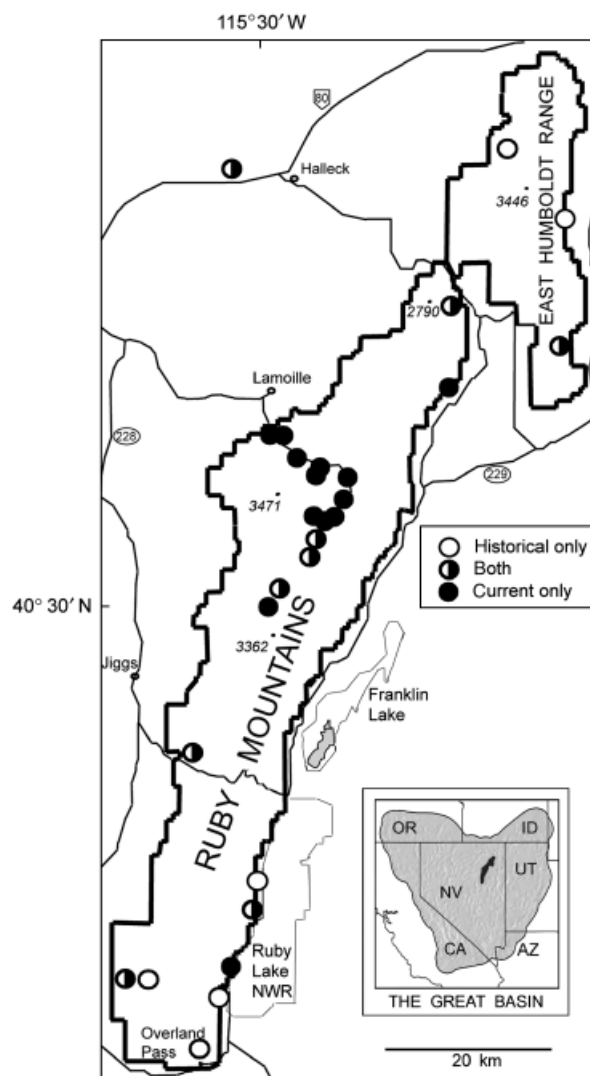 115° 30' W
80
Halleck
3446
EAST HUMBOLDT RANGE
2790
Lamoille
228
229
3471
Historical only
Both
Current only
40° 30' N
3362
Jiggs
RUBY MOUNTAINS
Franklin
Lake
OR
ID
UT
NV
CA
AZ
THE GREAT BASIN
Ruby
Lake
NWR
Overland
Pass
20 km